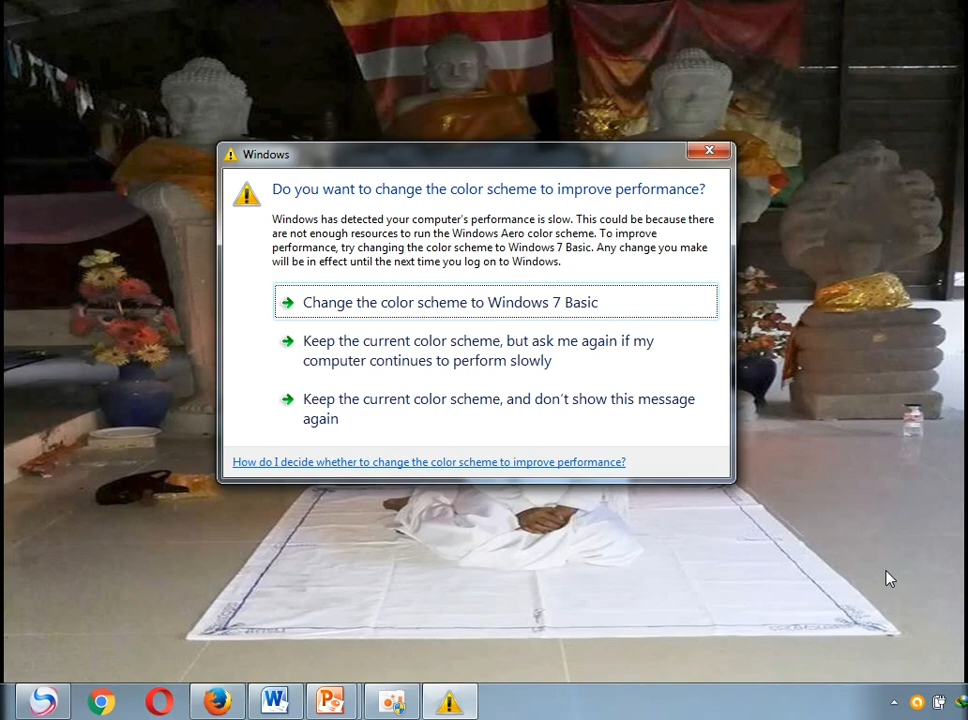 Windows
Do you want to change the color scheme to improve performance?
Windows has detected your computer's performance is slow. This could be because there
are not enough resources to run the Windows Aero color scheme. To improve
performance, try changing the color scheme to Windows 7 Basic. Any change you make
will be in effect until the next time you log on to Windows.
Change the color scheme to Windows 7 Basic
Keep the current color scheme, but ask me again if my
computer continues to perform slowly
Keep the current color scheme, and don't show this message
again
How do I decide whether to change the color scheme to improve performance?